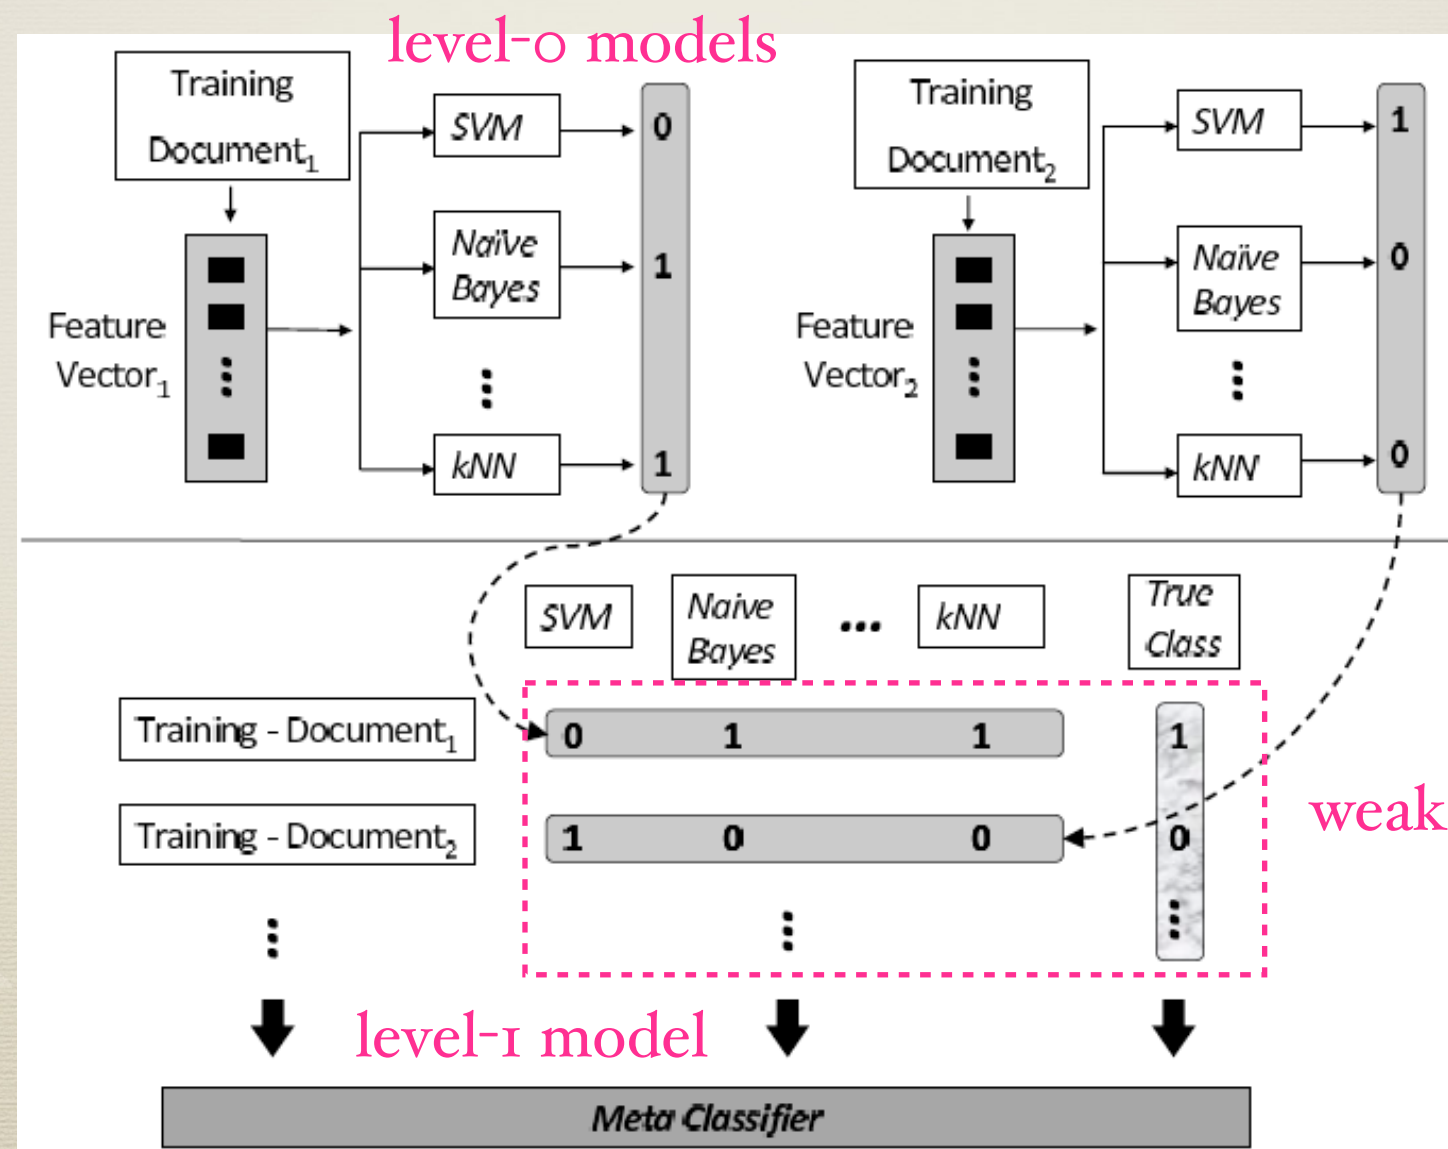 level-0 models
Training
Document1
SVM
0
Naïve
Bayes
1
Feature
Vector1
kNN
1
Training
Document2
SVM
1
Naïve
Bayes
0
Feature
Vector2
kNN
0
SVM
Naive
Bayes
...
kNN
True
Class
Training - Document1
0 1 1 1
weak
Training - Document2
1 0 0 0
level-1 model
Meta Classifier